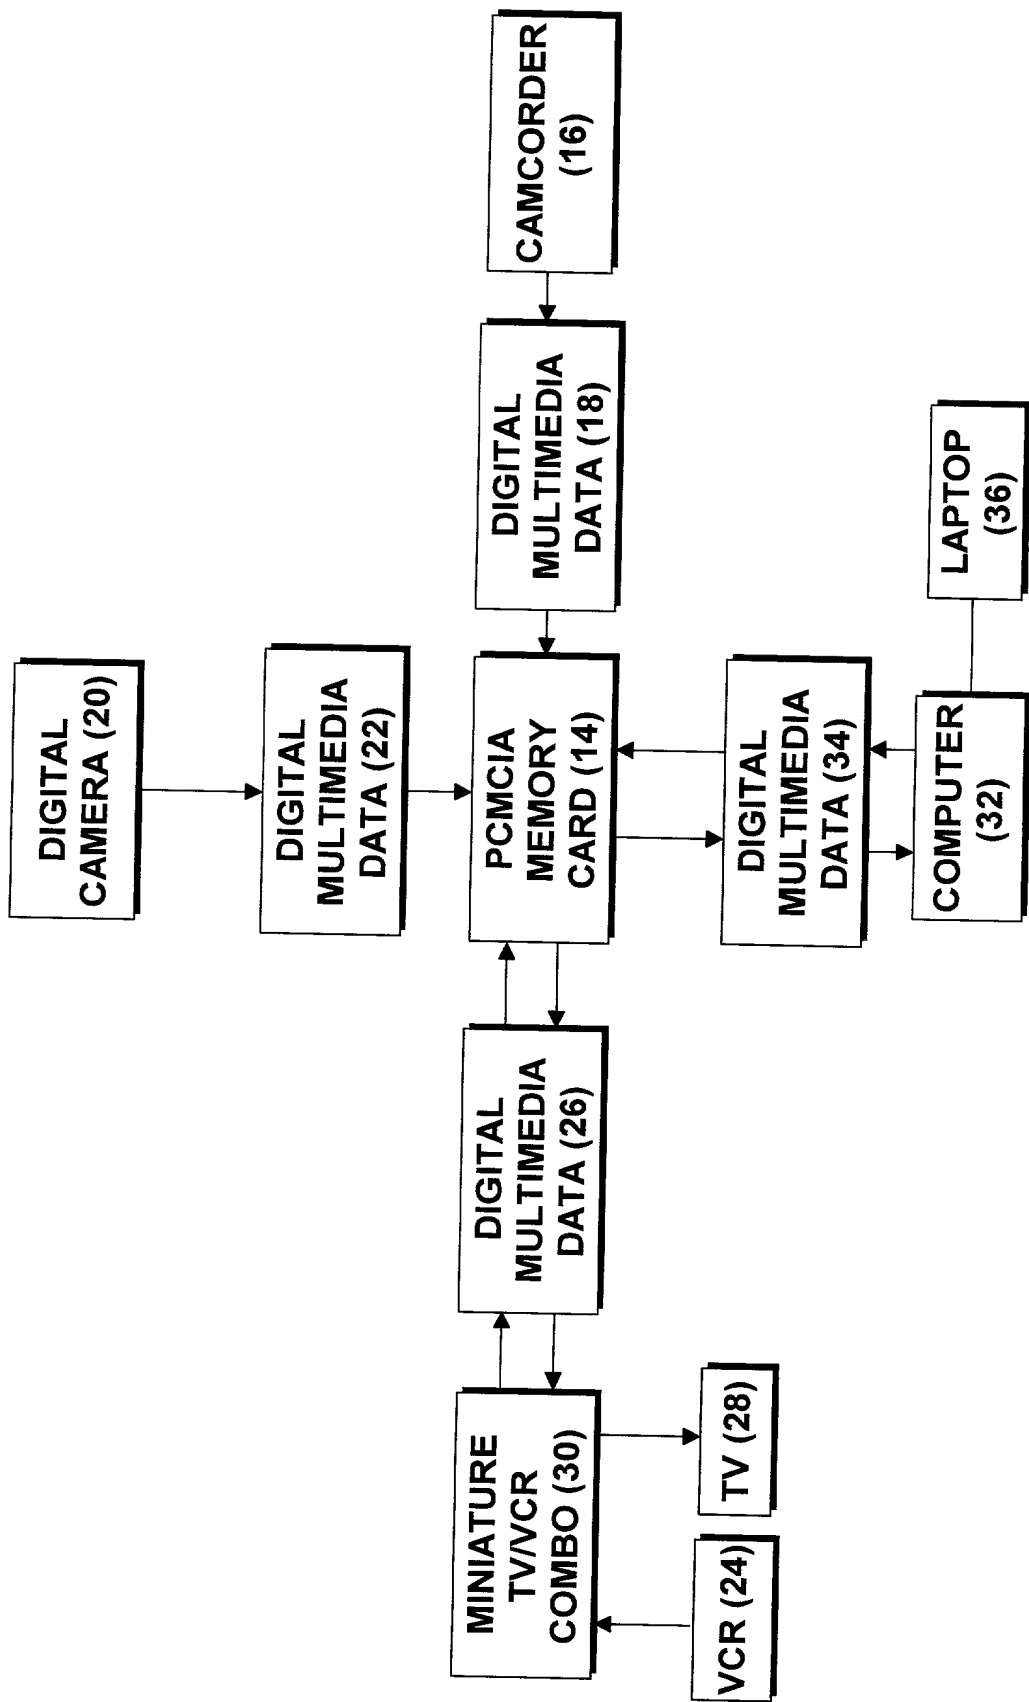 DIGITAL
CAMERA (20)
DIGITAL
MULTIMEDIA
DATA (22)
MINIATURE
TV/VCR
COMBO (30)
DIGITAL
MULTIMEDIA
DATA (26)
PCMCIA
MEMORY
CARD (14)
DIGITAL
MULTIMEDIA
DATA (18)
CAMCORDER
(16)
VCR (24)
TV (28)
DIGITAL
MULTIMEDIA
DATA (34)
COMPUTER
(32)
LAPTOP
(36)